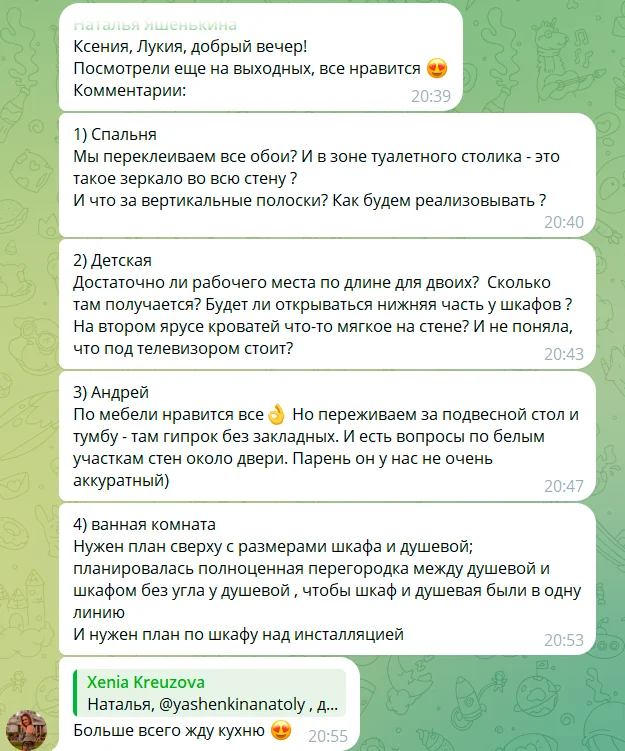 Наталья Яшенькина
Ксения, Лукия, добрый вечер!
Посмотрели еще на выходных, все нравится 😍
Комментарии:
20:39
1) Спальня
Мы переклеиваем все обои? И в зоне туалетного столика - это
такое зеркало во всю стену ?
И что за вертикальные полоски? Как будем реализовывать ?
20:40
2) Детская
Достаточно ли рабочего места по длине для двоих?  Сколько
там получается? Будет ли открываться нижняя часть у шкафов ?
На втором ярусе кроватей что-то мягкое на стене? И не поняла,
что под телевизором стоит?
20:43
3) Андрей
По мебели нравится все👌 Но переживаем за подвесной стол и
тумбу - там гипрок без закладных. И есть вопросы по белым
участкам стен около двери. Парень он у нас не очень
аккуратный)
20:47
4) ванная комната
Нужен план сверху с размерами шкафа и душевой;
планировалась полноценная перегородка между душевой и
шкафом без угла у душевой , чтобы шкаф и душевая были в одну
линию
И нужен план по шкафу над инсталляцией
20:53
Xenia Kreuzova
Наталья, @yashenkinanatoly , д...
Больше всего жду кухню 😍
20:55